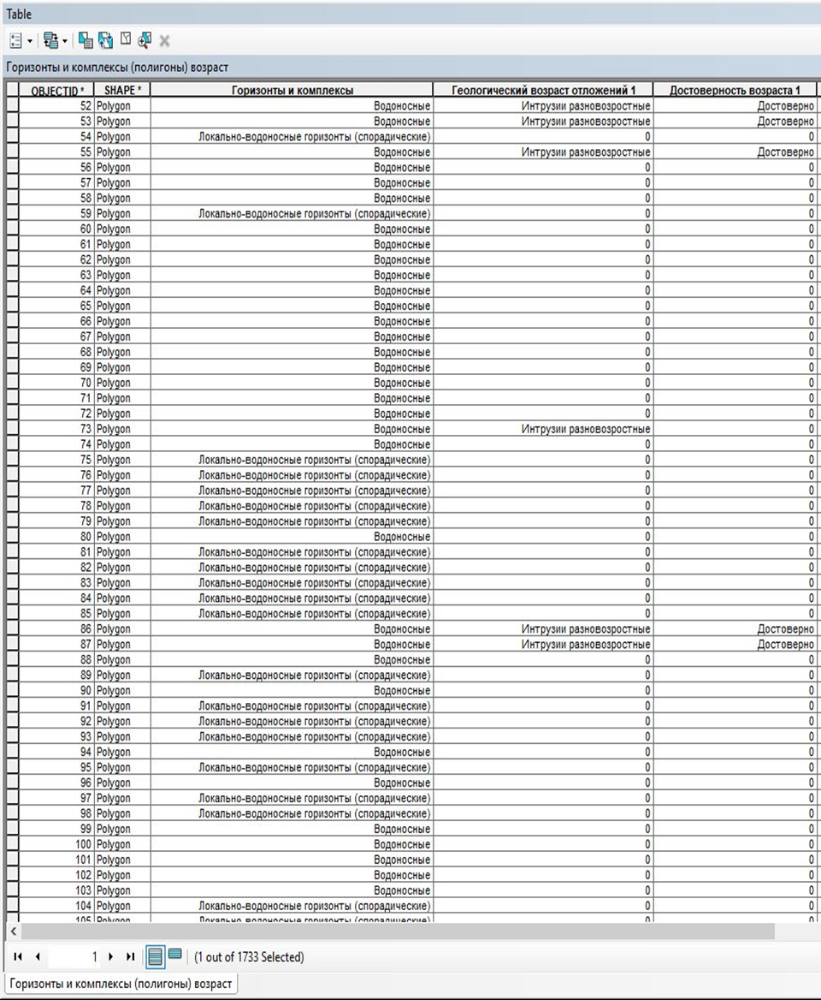 Table
Горизонты и комплексы (полигоны) возраст
OBJECTID * SHAPE * Горизонты и комплексы Геологический возраст отложений 1 Достоверность возраста 1
52 Polygon Водоносные Интрузии разновозростные Достоверно
53 Polygon Водоносные Интрузии разновозростные Достоверно
54 Polygon Локально-водоносные горизонты (спорадические) 0 0
55 Polygon Водоносные Интрузии разновозростные Достоверно
56 Polygon Водоносные 0 0
57 Polygon Водоносные 0 0
58 Polygon Водоносные 0 0
59 Polygon Локально-водоносные горизонты (спорадические) 0 0
60 Polygon Водоносные 0 0
61 Polygon Водоносные 0 0
62 Polygon Водоносные 0 0
63 Polygon Водоносные 0 0
64 Polygon Водоносные 0 0
65 Polygon Водоносные 0 0
66 Polygon Водоносные 0 0
67 Polygon Водоносные 0 0
68 Polygon Водоносные 0 0
69 Polygon Водоносные 0 0
70 Polygon Водоносные 0 0
71 Polygon Водоносные 0 0
72 Polygon Водоносные 0 0
73 Polygon Водоносные Интрузии разновозростные 0
74 Polygon Водоносные 0 0
75 Polygon Локально-водоносные горизонты (спорадические) 0 0
76 Polygon Локально-водоносные горизонты (спорадические) 0 0
77 Polygon Локально-водоносные горизонты (спорадические) 0 0
78 Polygon Локально-водоносные горизонты (спорадические) 0 0
79 Polygon Локально-водоносные горизонты (спорадические) 0 0
80 Polygon Водоносные 0 0
81 Polygon Локально-водоносные горизонты (спорадические) 0 0
82 Polygon Локально-водоносные горизонты (спорадические) 0 0
83 Polygon Локально-водоносные горизонты (спорадические) 0 0
84 Polygon Локально-водоносные горизонты (спорадические) 0 0
85 Polygon Локально-водоносные горизонты (спорадические) 0 0
86 Polygon Водоносные Интрузии разновозростные Достоверно
87 Polygon Водоносные Интрузии разновозростные Достоверно
88 Polygon Водоносные 0 0
89 Polygon Локально-водоносные горизонты (спорадические) 0 0
90 Polygon Водоносные 0 0
91 Polygon Локально-водоносные горизонты (спорадические) 0 0
92 Polygon Локально-водоносные горизонты (спорадические) 0 0
93 Polygon Локально-водоносные горизонты (спорадические) 0 0
94 Polygon Водоносные 0 0
95 Polygon Локально-водоносные горизонты (спорадические) 0 0
96 Polygon Водоносные 0 0
97 Polygon Локально-водоносные горизонты (спорадические) 0 0
98 Polygon Локально-водоносные горизонты (спорадические) 0 0
99 Polygon Водоносные 0 0
100 Polygon Водоносные 0 0
101 Polygon Водоносные 0 0
102 Polygon Водоносные 0 0
103 Polygon Водоносные 0 0
104 Polygon Локально-водоносные горизонты (спорадические) 0 0
105 Polygon Локально-водоносные горизонты (спорадические) 0 0
1 (1 out of 1733 Selected)
Горизонты и комплексы (полигоны) возраст